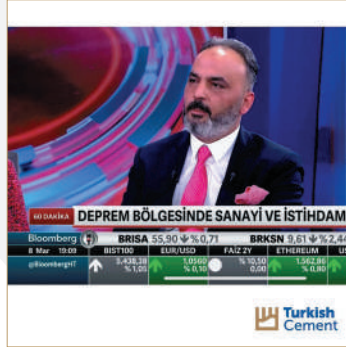 60 DAKİKA DEPREM BÖLGESİNDE SANAYİ VE İSTİHDAM
Bloomberg BRISA 55,90 %0,71 BRKSN 9,61 %2,44
8 Mar 19:09 BIST100 EUR/USD FAİZ 2Y ETHEREUM US
@BloombergHT 5.438,38 1,0560 % 10,50 1.562,86
% 1,05 % 0,10 0,00 % 0,80
Turkish
Cement